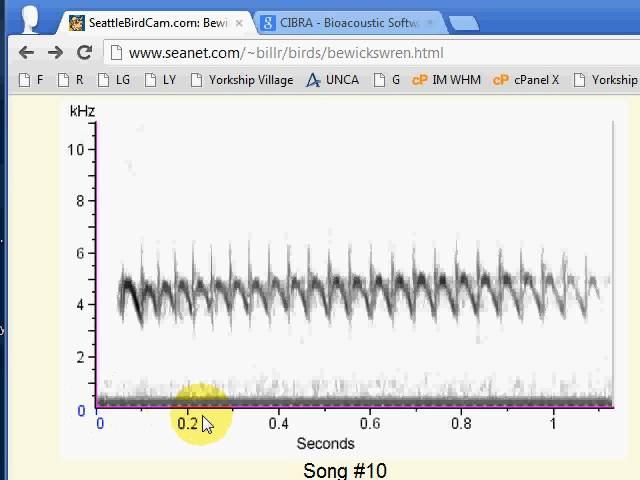 SeattleBirdCam.com: Bewi
CIBRA - Bioacoustic Softw
www.seanet.com/~billr/birds/bewickswren.html
F R LG LY Yorkship Village UNCA G cP IM WHM cP cPanel X Yorkship
kHz
10
8
6
4
2
0
0 0.2 0.4 0.6 0.8 1
Seconds
Song #10